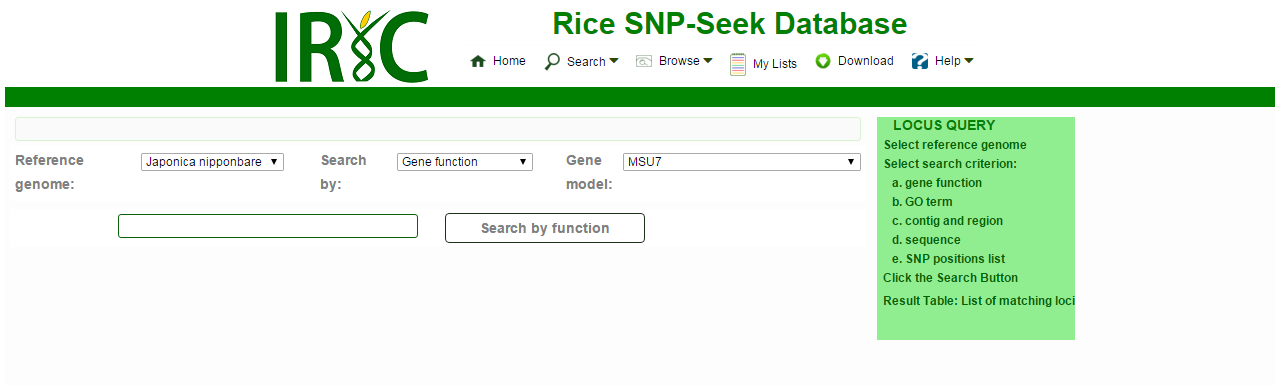 IRIC
Rice SNP-Seek Database
Home Search Browse My Lists Download Help
Reference genome:
Japonica nipponbare
Search by:
Gene function
Gene model:
MSU7
Search by function
LOCUS QUERY
Select reference genome
Select search criterion:
a. gene function
b. GO term
c. contig and region
d. sequence
e. SNP positions list
Click the Search Button
Result Table: List of matching loci